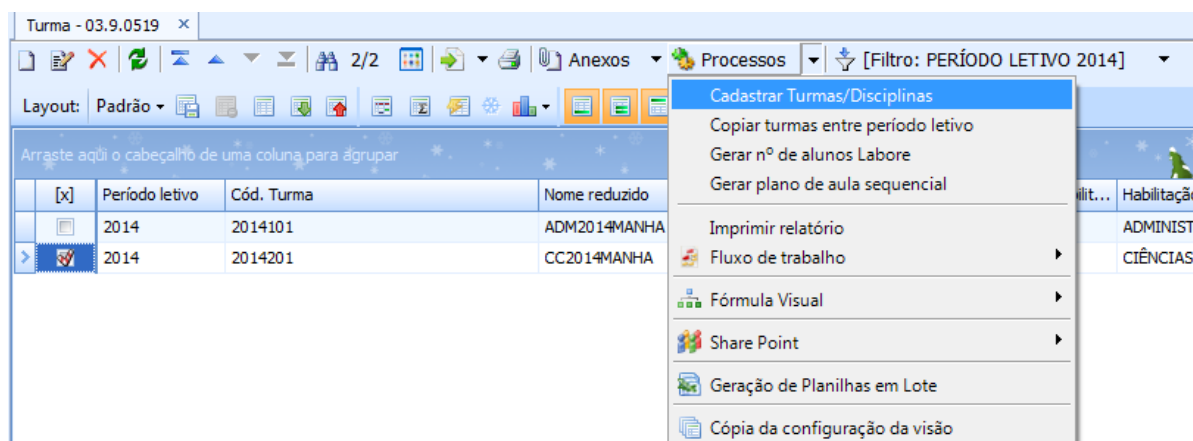 Turma - 03.9.0519 ×
2/2 Anexos Processos [Filtro: PERÍODO LETIVO 2014]
Layout: Padrão
Arraste aqui o cabeçalho de uma coluna para agrupar
[x] Período letivo Cód. Turma Nome reduzido ilit... Habilitação
2014 2014101 ADM2014MANHA ADMINIST
2014 2014201 CC2014MANHA CIÊNCIAS
Cadastrar Turmas/Disciplinas
Copiar turmas entre período letivo
Gerar nº de alunos Labore
Gerar plano de aula sequencial
Imprimir relatório
Fluxo de trabalho
Fórmula Visual
Share Point
Geração de Planilhas em Lote
Cópia da configuração da visão